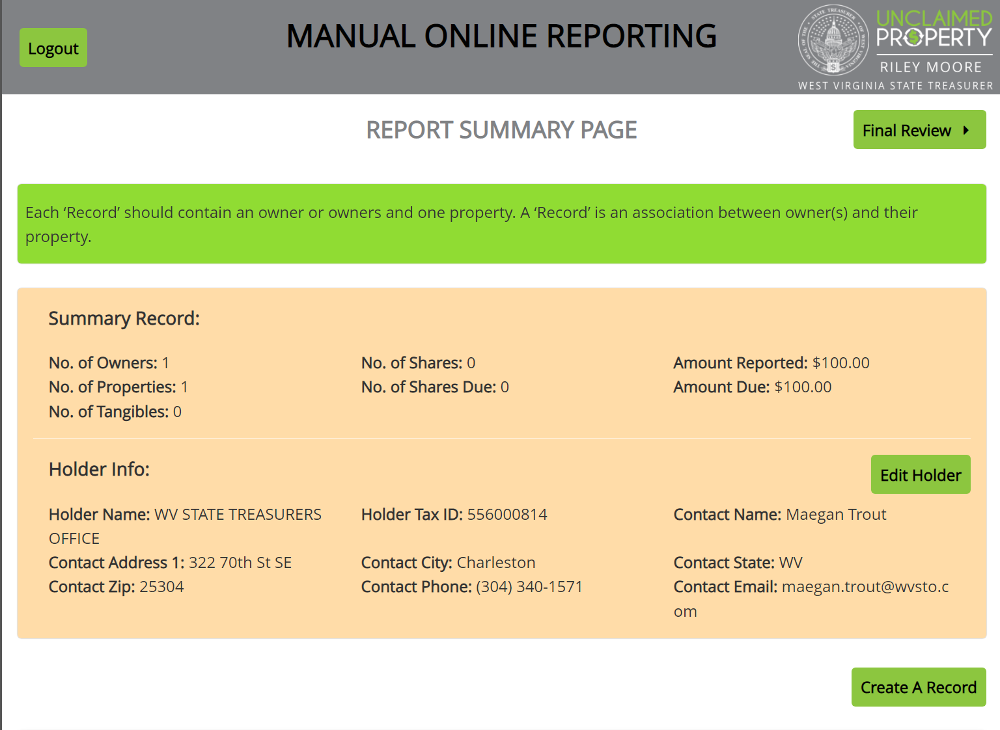 Logout
MANUAL ONLINE REPORTING
UNCLAIMED
PROPERTY
RILEY MOORE
WEST VIRGINIA STATE TREASURER
REPORT SUMMARY PAGE
Final Review
Each ‘Record’ should contain an owner or owners and one property. A ‘Record’ is an association between owner(s) and their
property.
Summary Record:
No. of Owners: 1
No. of Shares: 0
Amount Reported: $100.00
No. of Properties: 1
No. of Shares Due: 0
Amount Due: $100.00
No. of Tangibles: 0
Holder Info:
Edit Holder
Holder Name: WV STATE TREASURERS
OFFICE
Holder Tax ID: 556000814
Contact Name: Maegan Trout
Contact Address 1: 322 70th St SE
Contact City: Charleston
Contact State: WV
Contact Zip: 25304
Contact Phone: (304) 340-1571
Contact Email: maegan.trout@wvsto.c
om
Create A Record